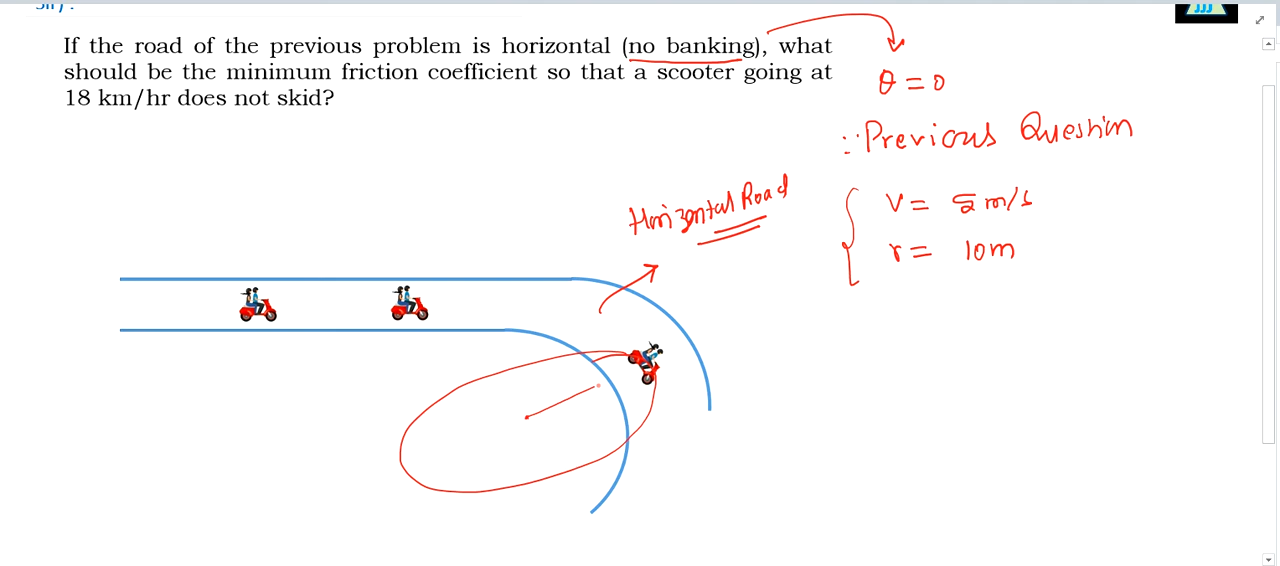 If the road of the previous problem is horizontal (no banking), what
should be the minimum friction coefficient so that a scooter going at
18 km/hr does not skid?
θ = 0
∵ Previous Question
v = 5 m/s
r = 10m
Horizontal Road